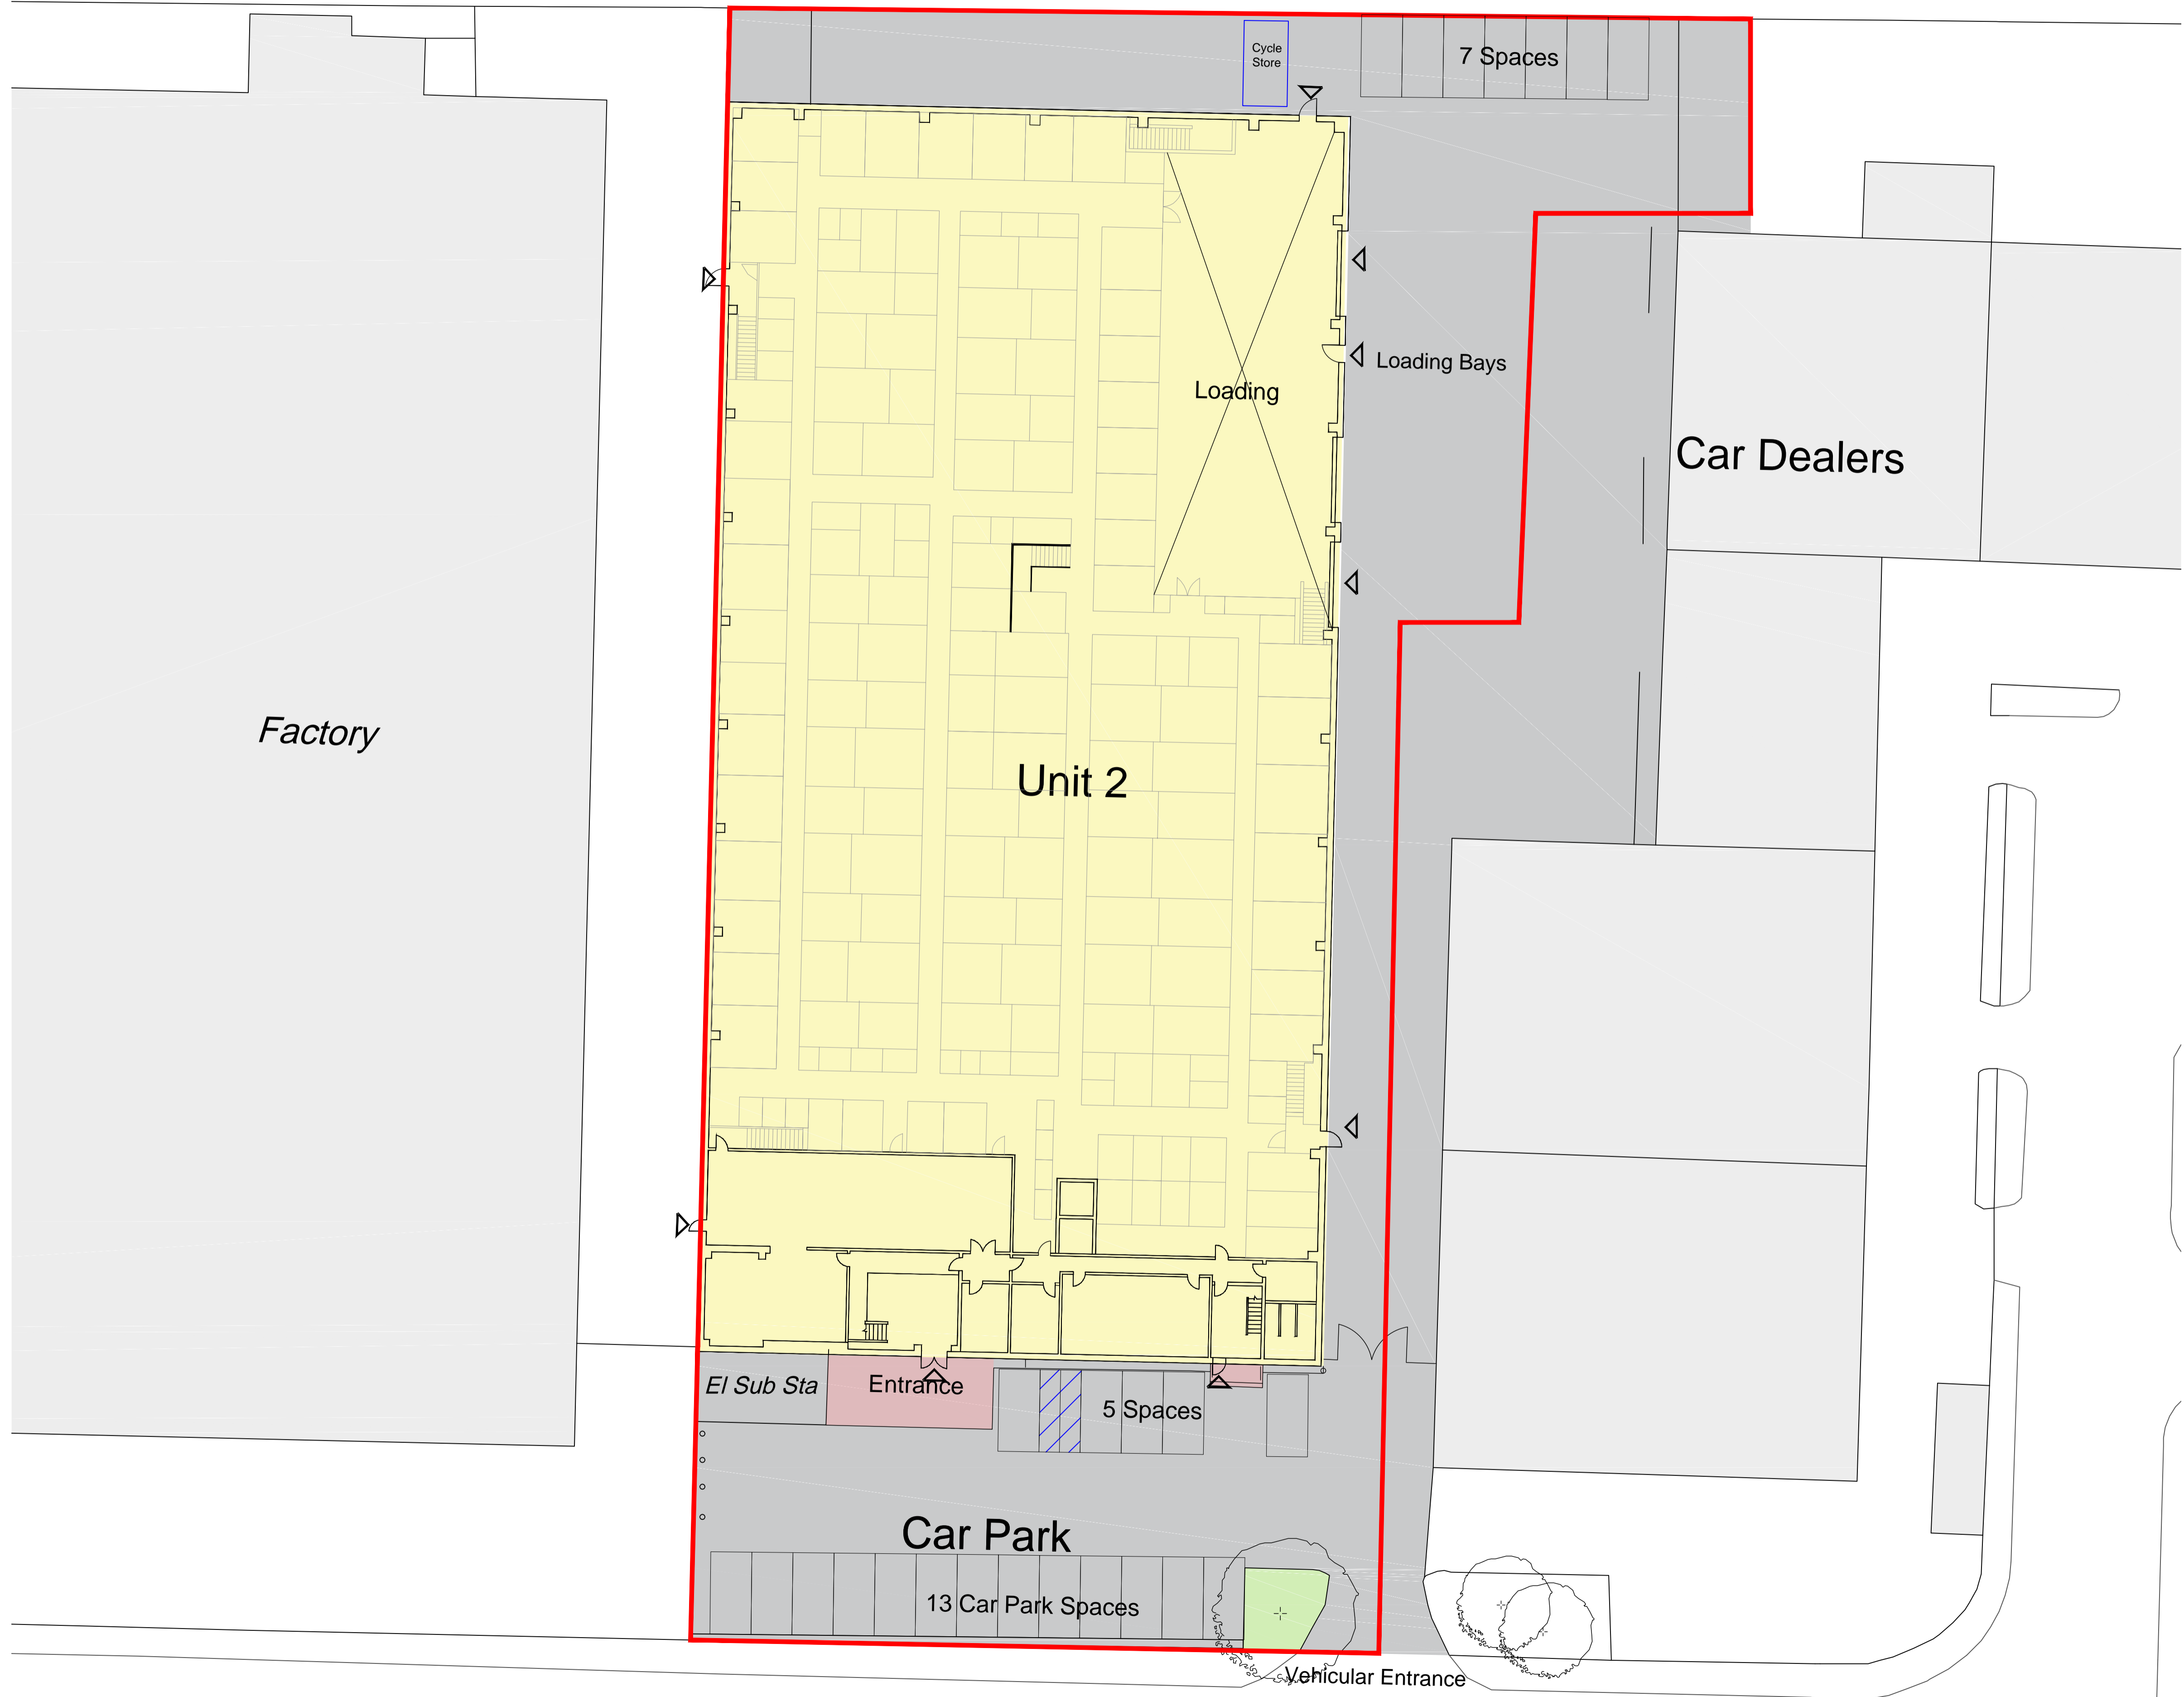 Cycle
Store
7 Spaces
Loading Bays
Loading
Car Dealers
Factory
Unit 2
El Sub Sta
Entrance
5 Spaces
Car Park
13 Car Park Spaces
Vehicular Entrance